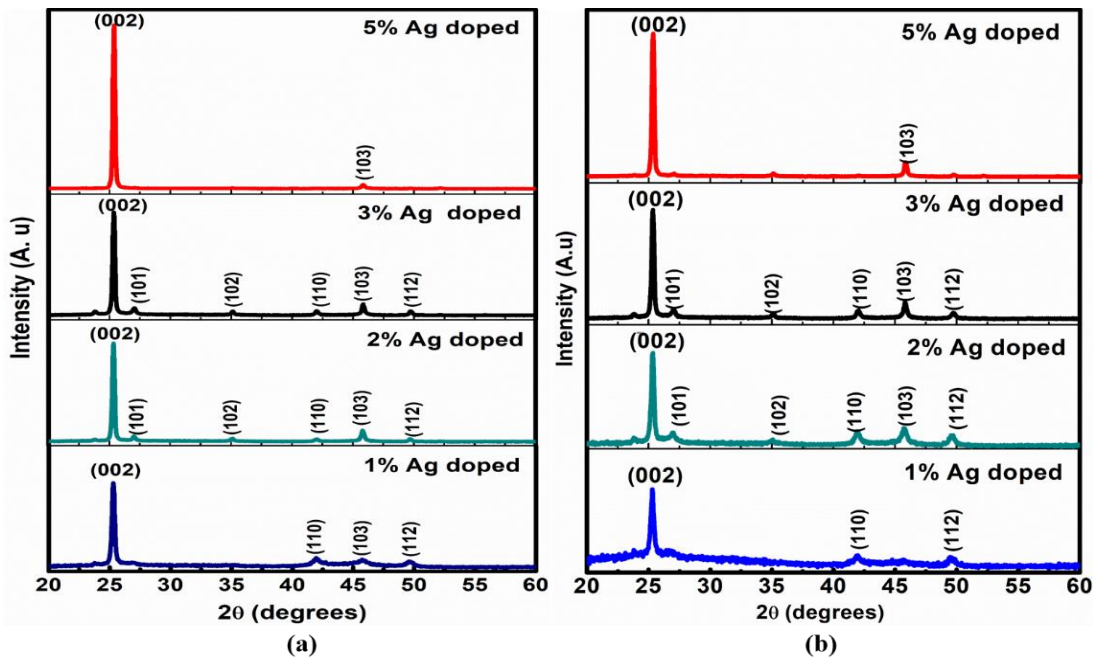 (002)
5% Ag doped
(103)
(002)
3% Ag  doped
(101)
(102)
(110)
(103)
(112)
(002)
2% Ag doped
(101)
(102)
(110)
(103)
(112)
(002)
1% Ag doped
(110)
(103)
(112)
20 25 30 35 40 45 50 55 60
2θ (degrees)
Intensity (A. u)
(a)
(002)
5% Ag doped
(103)
(002)
3% Ag doped
(101)
(102)
(110)
(103)
(112)
(002)
2% Ag doped
(101)
(102)
(110)
(103)
(112)
(002)
1% Ag doped
(110)
(112)
20 25 30 35 40 45 50 55 60
2θ (degrees)
Intensity (A.u)
(b)